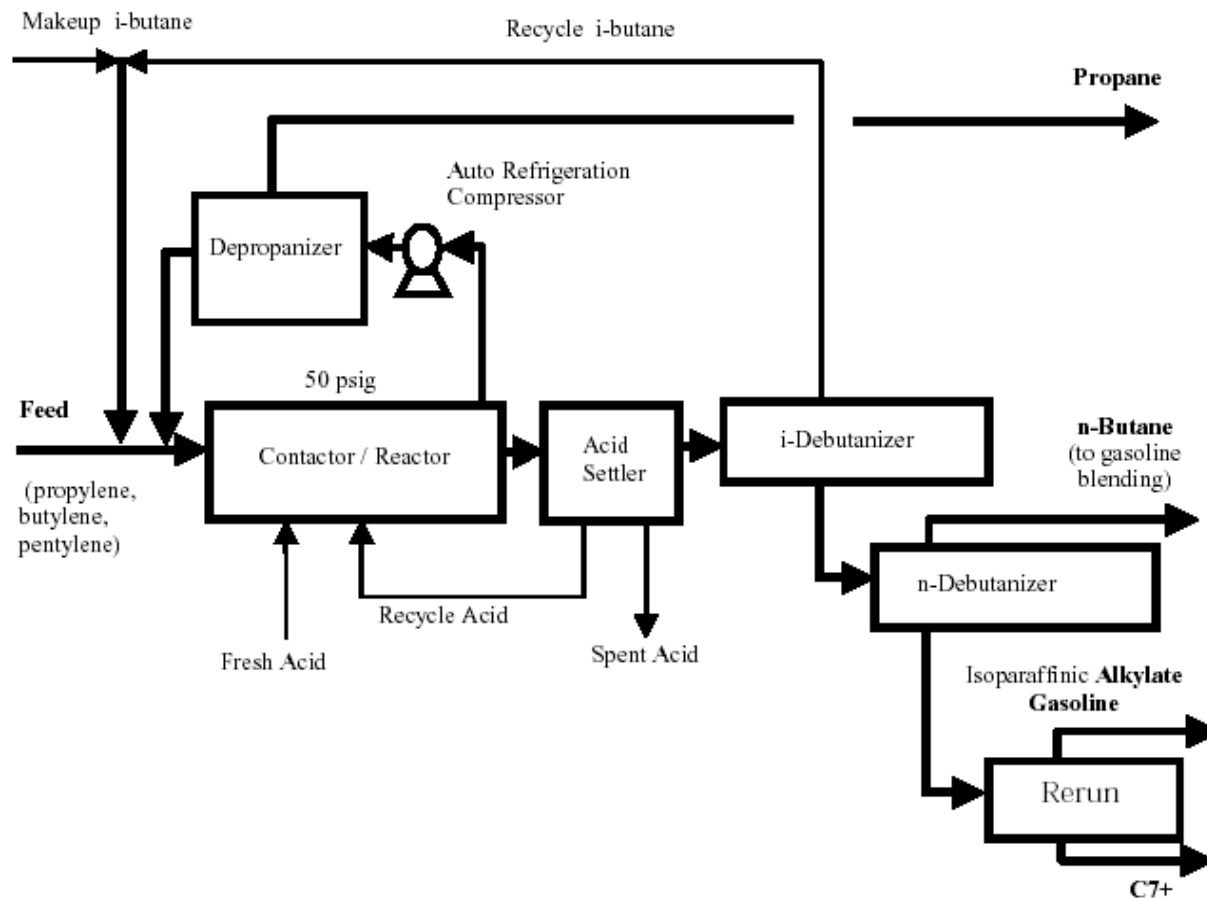 Makeup i-butane
Recycle i-butane
Propane
Auto Refrigeration
Compressor
Depropanizer
50 psig
Feed
Contactor / Reactor
Acid
Settler
i-Debutanizer
n-Butane
(to gasoline
blending)
(propylene,
butylene,
pentylene)
n-Debutanizer
Recycle Acid
Fresh Acid
Spent Acid
Isoparaffinic Alkylate
Gasoline
Rerun
C7+